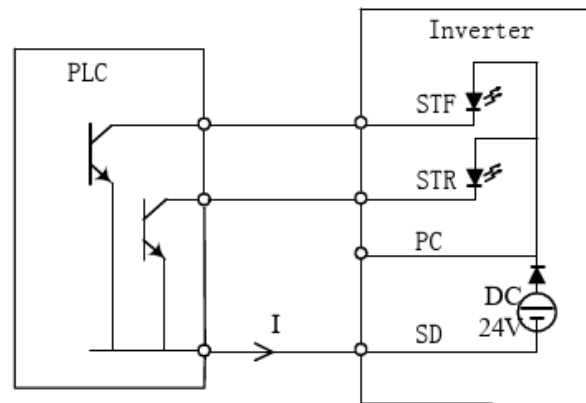 Inverter
PLC
STF
STR
PC
DC
24V
I
SD